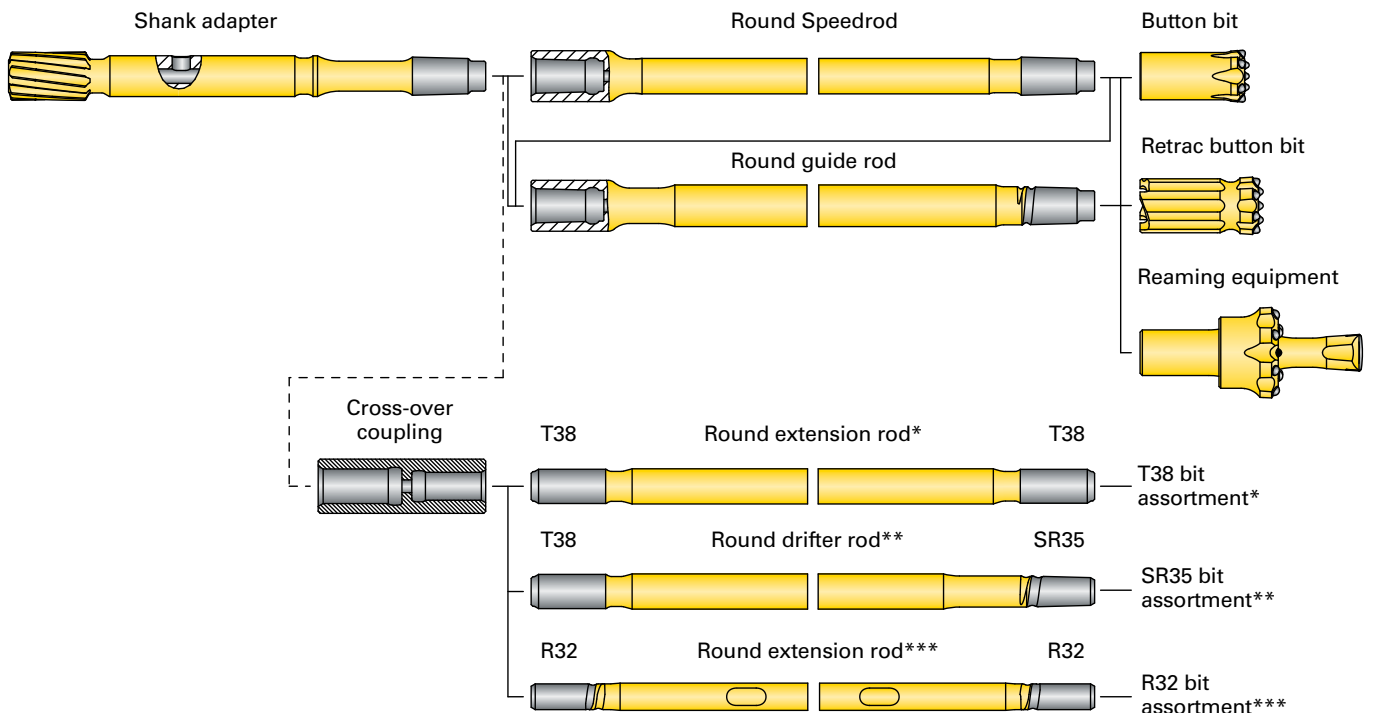 Shank adapter
Round Speedrod
Button bit
Round guide rod
Retrac button bit
Reaming equipment
Cross-over
coupling
T38
Round extension rod*
T38
T38 bit
assortment*
T38
Round drifter rod**
SR35
SR35 bit
assortment**
R32
Round extension rod***
R32
R32 bit
assortment***